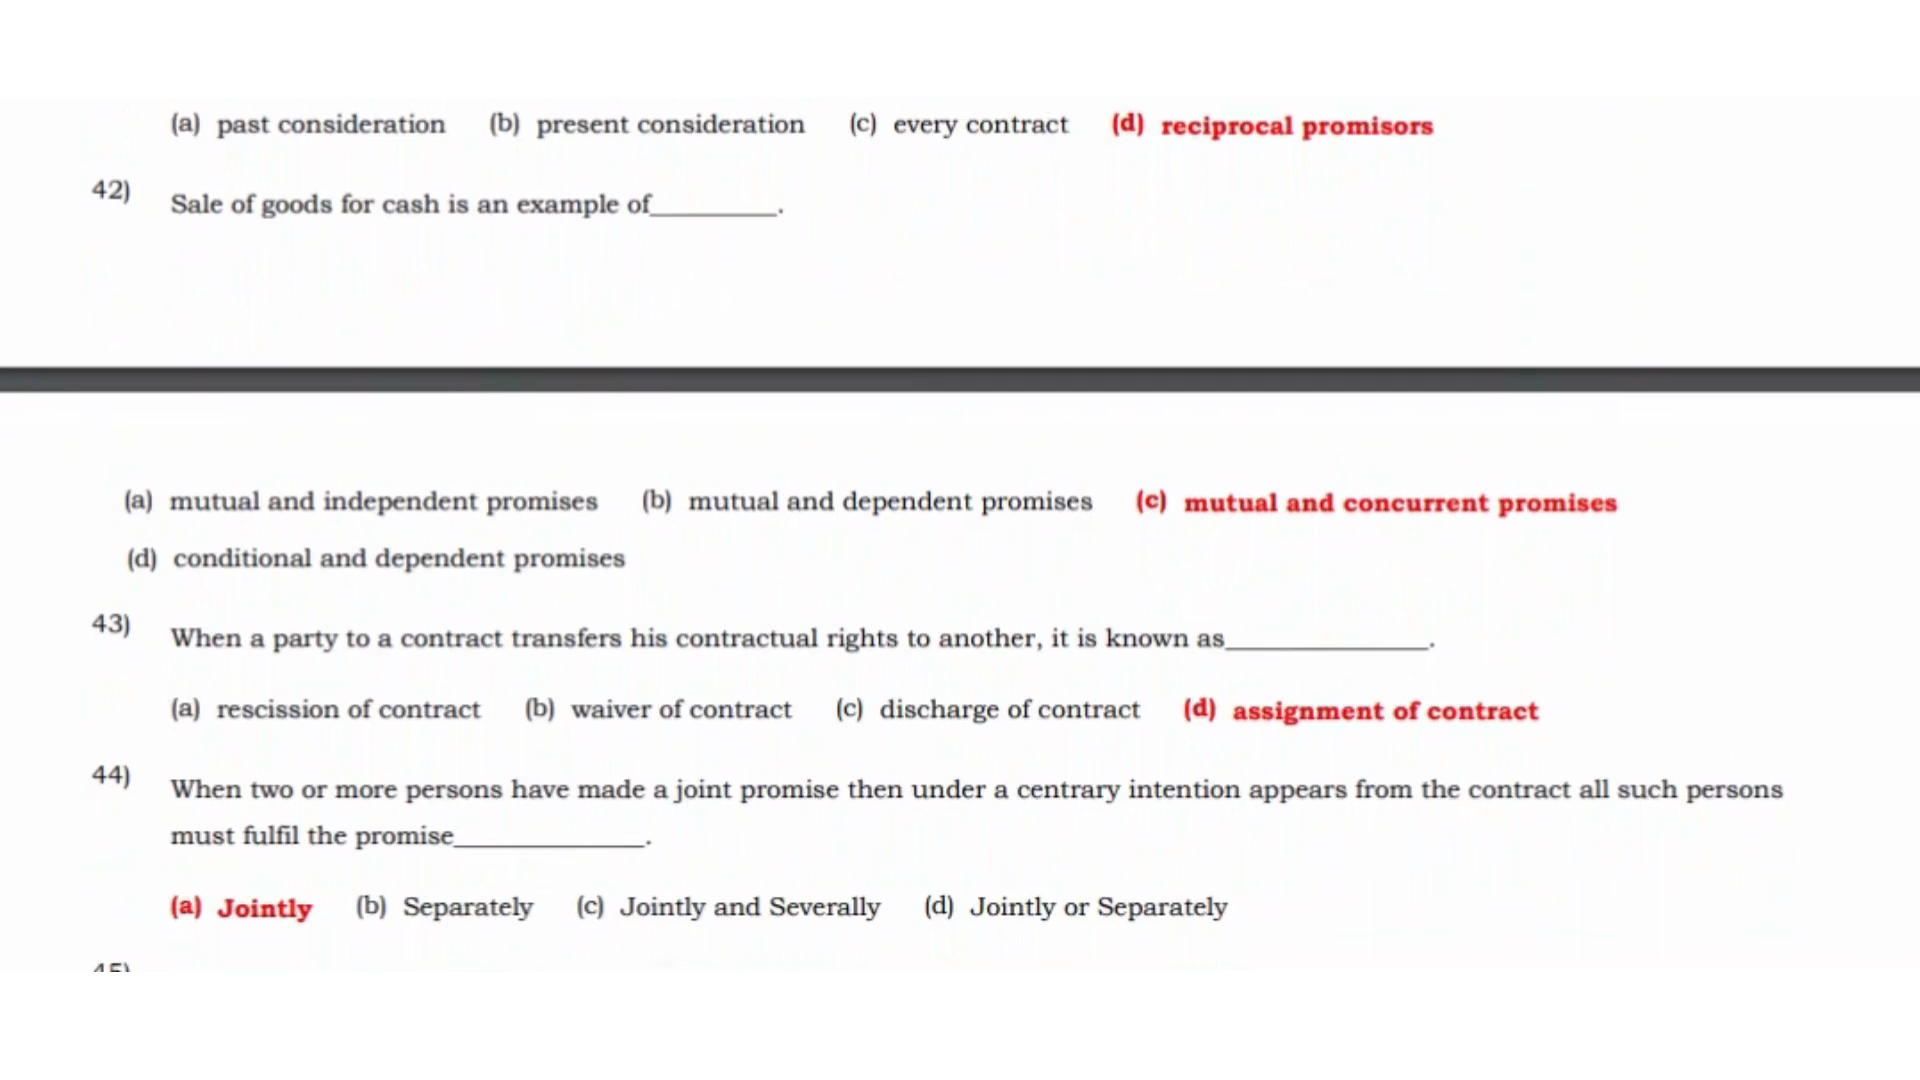 (a) past consideration (b) present consideration (c) every contract (d) reciprocal promisors
42) Sale of goods for cash is an example of_________.
(a) mutual and independent promises (b) mutual and dependent promises (c) mutual and concurrent promises
(d) conditional and dependent promises
43) When a party to a contract transfers his contractual rights to another, it is known as______________.
(a) rescission of contract (b) waiver of contract (c) discharge of contract (d) assignment of contract
44) When two or more persons have made a joint promise then under a centrary intention appears from the contract all such persons
must fulfil the promise_____________.
(a) Jointly (b) Separately (c) Jointly and Severally (d) Jointly or Separately